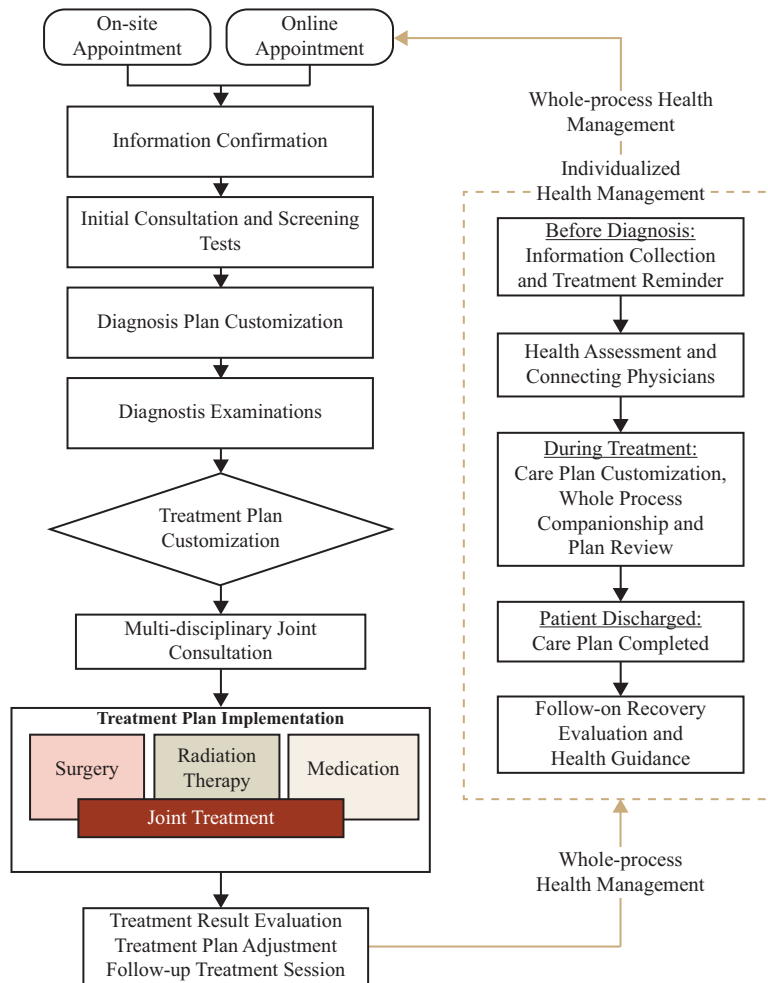 On-site
Appointment
Online
Appointment
Information Confirmation
Initial Consultation and Screening
Tests
Diagnosis Plan Customization
Diagnostis Examinations
Treatment Plan
Customization
Multi-disciplinary Joint
Consultation
Treatment Plan Implementation
Surgery
Radiation
Therapy
Medication
Joint Treatment
Treatment Result Evaluation
Treatment Plan Adjustment
Follow-up Treatment Session
Whole-process Health
Management
Individualized
Health Management
Before Diagnosis:
Information Collection
and Treatment Reminder
Health Assessment and
Connecting Physicians
During Treatment:
Care Plan Customization,
Whole Process
Companionship and
Plan Review
Patient Discharged:
Care Plan Completed
Follow-on Recovery
Evaluation and
Health Guidance
Whole-process
Health Management